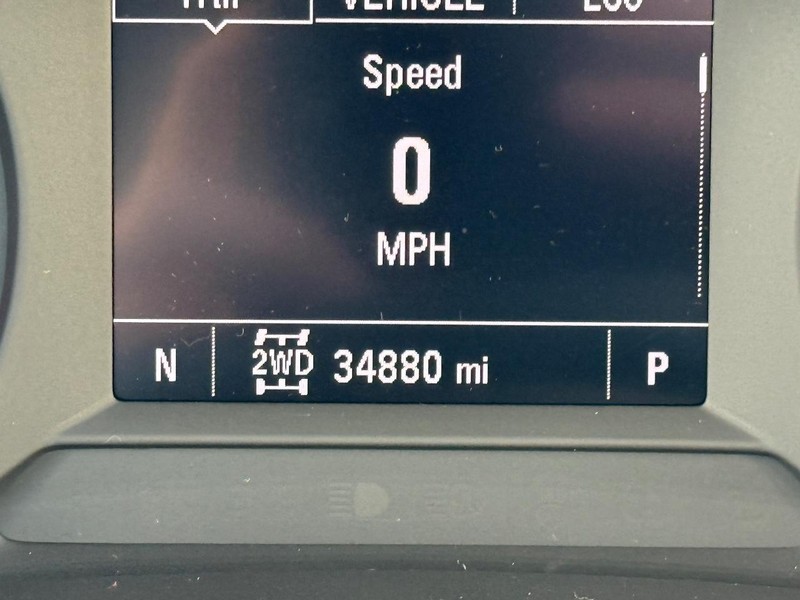 VEHICLE
Speed
0
MPH
N 2WD 34880 mi P